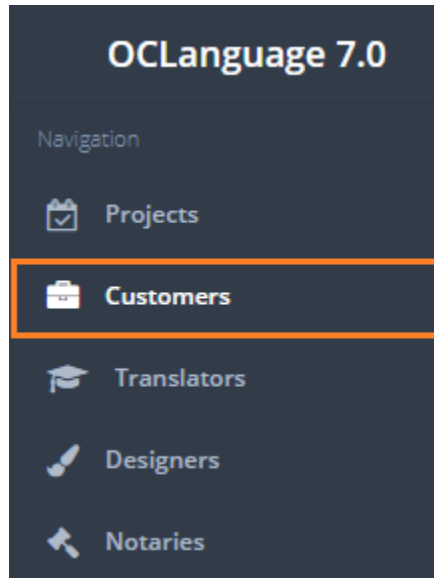 OCLanguage 7.0
Navigation
Projects
Customers
Translators
Designers
Notaries